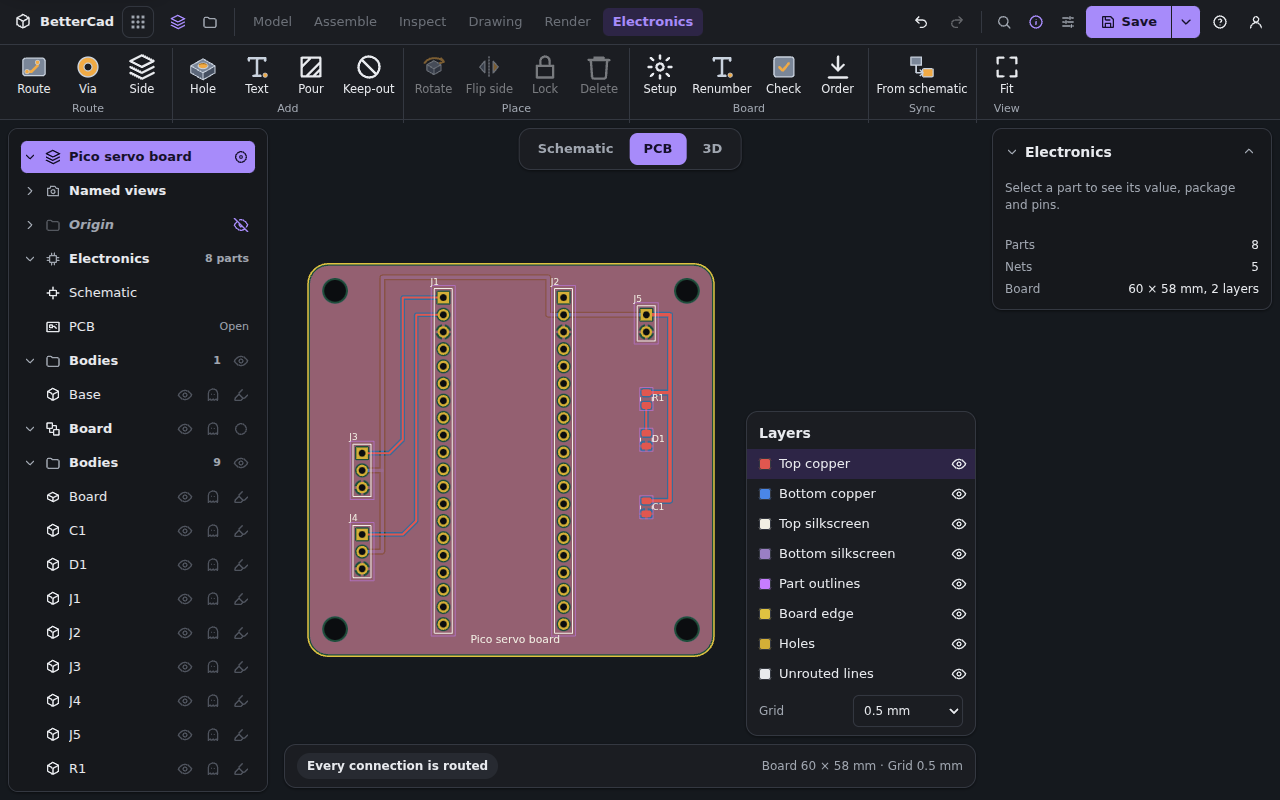 BetterCad
Model
Assemble
Inspect
Drawing
Render
Electronics
Save
Route
Via
Side
Hole
Text
Pour
Keep-out
Rotate
Flip side
Lock
Delete
Setup
Renumber
Check
Order
From schematic
Fit
Route
Add
Place
Board
Sync
View
Pico servo board
Named views
Origin
Electronics 8 parts
Schematic
PCB Open
Bodies 1
Base
Board
Bodies 9
Board
C1
D1
J1
J2
J3
J4
J5
R1
Schematic PCB 3D
J1
J2
J5
R1
J3
D1
C1
J4
Pico servo board
Layers
Top copper
Bottom copper
Top silkscreen
Bottom silkscreen
Part outlines
Board edge
Holes
Unrouted lines
Grid 0.5 mm
Every connection is routed
Board 60 × 58 mm · Grid 0.5 mm
Electronics
Select a part to see its value, package
and pins.
Parts 8
Nets 5
Board 60 × 58 mm, 2 layers